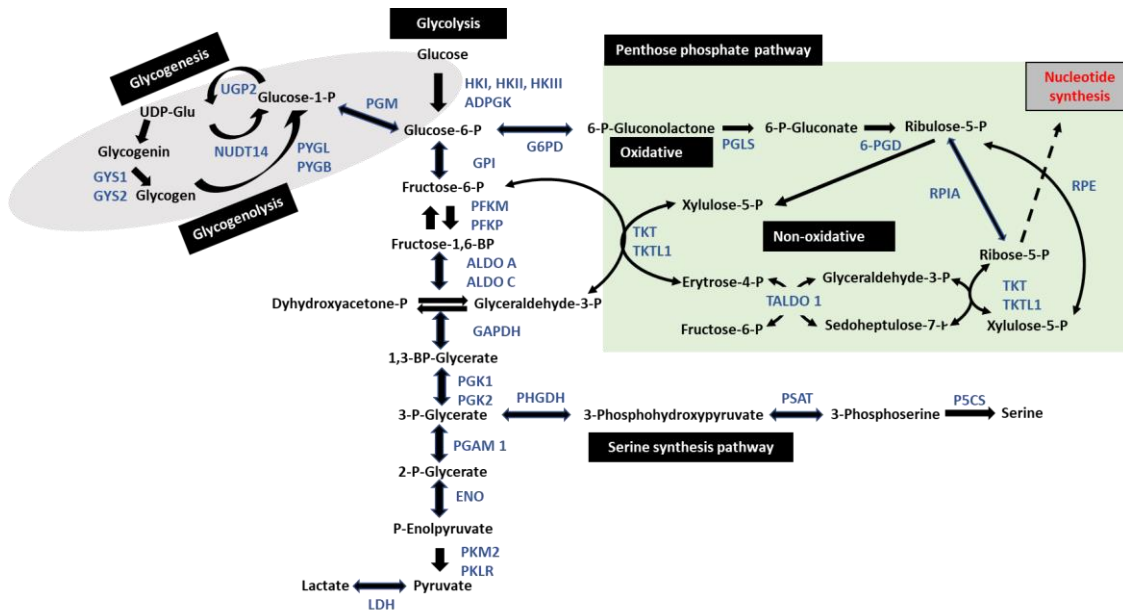 Glycolysis
Glucose
HKI, HKII, HKIII
ADPGK
Glucose-6-P
GPI
Fructose-6-P
PFKM
PFKP
Fructose-1,6-BP
ALDO A
ALDO C
Dyhydroxyacetone-P
Glyceraldehyde-3-P
GAPDH
1,3-BP-Glycerate
PGK1
PGK2
3-P-Glycerate
PGAM 1
2-P-Glycerate
ENO
P-Enolpyruvate
PKM2
PKLR
Lactate
LDH
Pyruvate
Glycogenesis
UGP2
Glucose-1-P
PGM
UDP-Glu
NUDT14
Glycogenin
GYS1
GYS2
Glycogen
PYGL
PYGB
Glycogenolysis
Penthose phosphate pathway
Nucleotide
synthesis
G6PD
6-P-Gluconolactone
PGLS
6-P-Gluconate
6-PGD
Ribulose-5-P
Oxidative
Xylulose-5-P
RPIA
RPE
TKT
TKTL1
Non-oxidative
Ribose-5-P
Erytrose-4-P
Glyceraldehyde-3-P
TALDO 1
TKT
TKTL1
Fructose-6-P
Sedoheptulose-7-P
Xylulose-5-P
PHGDH
3-Phosphohydroxypyruvate
PSAT
3-Phosphoserine
P5CS
Serine
Serine synthesis pathway